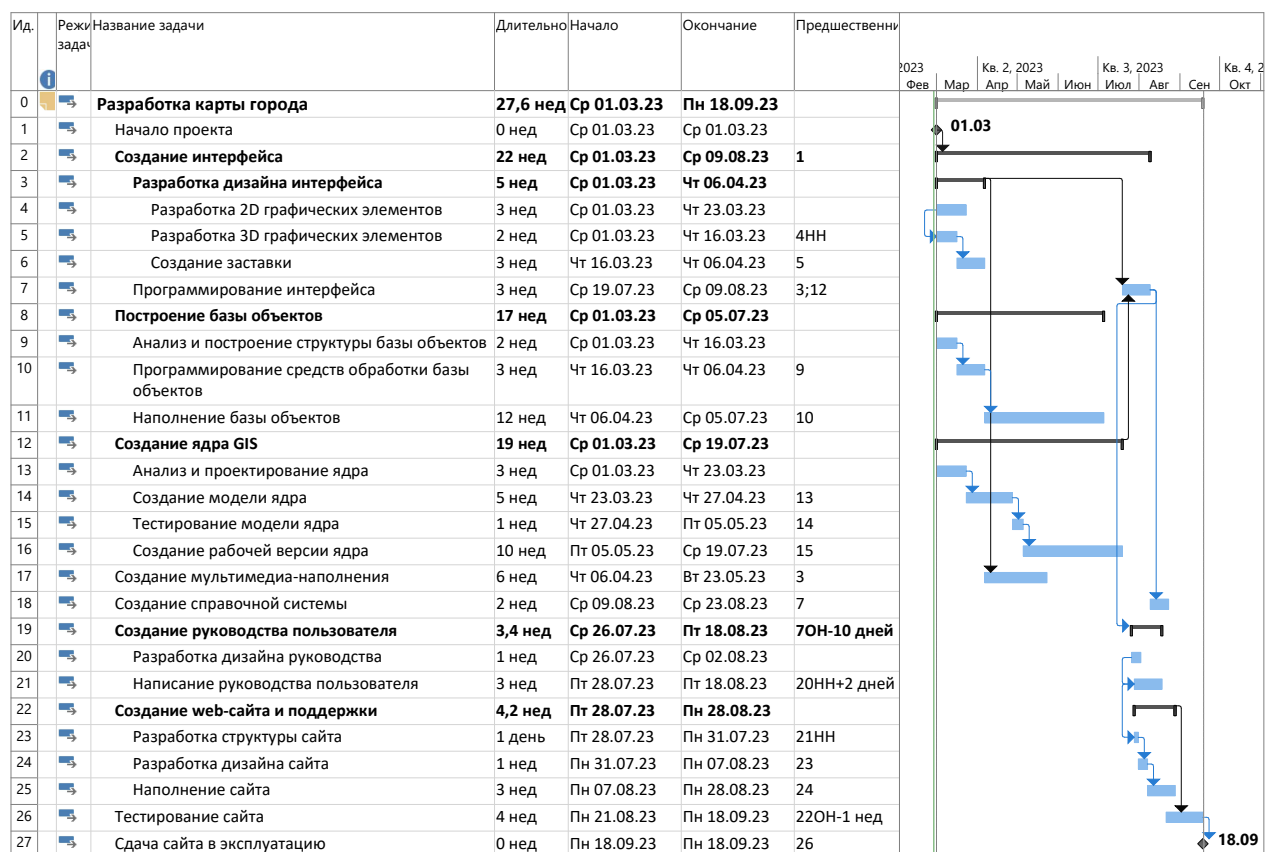 Ид. Режи Название задачи Длительно Начало Окончание Предшественни
задач
2023 Кв. 2, 2023 Кв. 3, 2023 Кв. 4, 2
Фев Мар Апр Май Июн Июл Авг Сен Окт
0 Разработка карты города 27,6 нед Ср 01.03.23 Пн 18.09.23
1 Начало проекта 0 нед Ср 01.03.23 Ср 01.03.23 01.03
2 Создание интерфейса 22 нед Ср 01.03.23 Ср 09.08.23 1
3 Разработка дизайна интерфейса 5 нед Ср 01.03.23 Чт 06.04.23
4 Разработка 2D графических элементов 3 нед Ср 01.03.23 Чт 23.03.23
5 Разработка 3D графических элементов 2 нед Ср 01.03.23 Чт 16.03.23 4НН
6 Создание заставки 3 нед Чт 16.03.23 Чт 06.04.23 5
7 Программирование интерфейса 3 нед Ср 19.07.23 Ср 09.08.23 3;12
8 Построение базы объектов 17 нед Ср 01.03.23 Ср 05.07.23
9 Анализ и построение структуры базы объектов 2 нед Ср 01.03.23 Чт 16.03.23
10 Программирование средств обработки базы 3 нед Чт 16.03.23 Чт 06.04.23 9
объектов
11 Наполнение базы объектов 12 нед Чт 06.04.23 Ср 05.07.23 10
12 Создание ядра GIS 19 нед Ср 01.03.23 Ср 19.07.23
13 Анализ и проектирование ядра 3 нед Ср 01.03.23 Чт 23.03.23
14 Создание модели ядра 5 нед Чт 23.03.23 Чт 27.04.23 13
15 Тестирование модели ядра 1 нед Чт 27.04.23 Пт 05.05.23 14
16 Создание рабочей версии ядра 10 нед Пт 05.05.23 Ср 19.07.23 15
17 Создание мультимедиа-наполнения 6 нед Чт 06.04.23 Вт 23.05.23 3
18 Создание справочной системы 2 нед Ср 09.08.23 Ср 23.08.23 7
19 Создание руководства пользователя 3,4 нед Ср 26.07.23 Пт 18.08.23 7ОН-10 дней
20 Разработка дизайна руководства 1 нед Ср 26.07.23 Ср 02.08.23
21 Написание руководства пользователя 3 нед Пт 28.07.23 Пт 18.08.23 20НН+2 дней
22 Создание web-сайта и поддержки 4,2 нед Пт 28.07.23 Пн 28.08.23
23 Разработка структуры сайта 1 день Пт 28.07.23 Пн 31.07.23 21НН
24 Разработка дизайна сайта 1 нед Пн 31.07.23 Пн 07.08.23 23
25 Наполнение сайта 3 нед Пн 07.08.23 Пн 28.08.23 24
26 Тестирование сайта 4 нед Пн 21.08.23 Пн 18.09.23 22ОН-1 нед
27 Сдача сайта в эксплуатацию 0 нед Пн 18.09.23 Пн 18.09.23 26 18.09